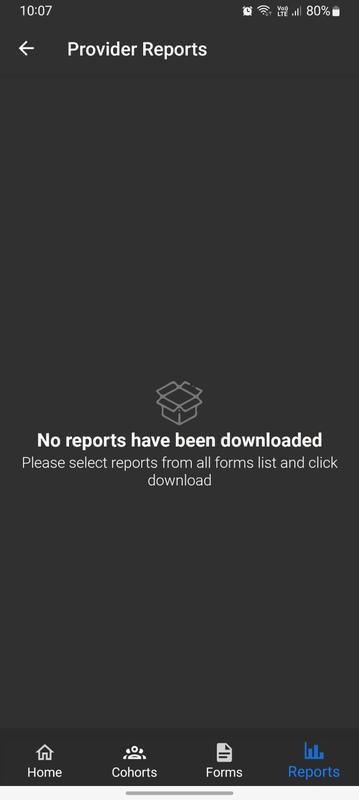 10:07
Vo))
LTE
80%
Provider Reports
No reports have been downloaded
Please select reports from all forms list and click
download
Home
Cohorts
Forms
Reports